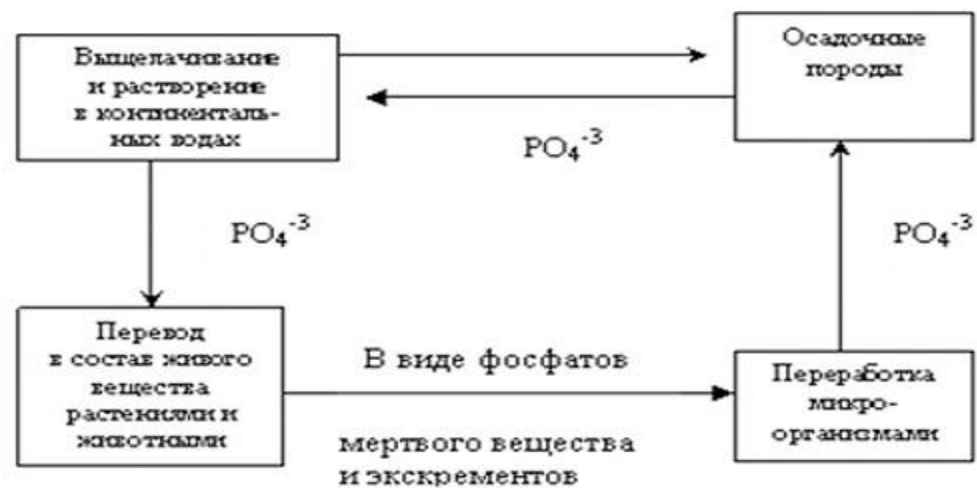 Выщелачивание
и растворение
в континенталь-
ных водах
Осадочные
породы
PO₄⁻³
PO₄⁻³
PO₄⁻³
Перевод
в состав живого
вещества
растениями и
животными
В виде фосфатов
мертвого вещества
и экскрементов
Переработка
микро-
организмами